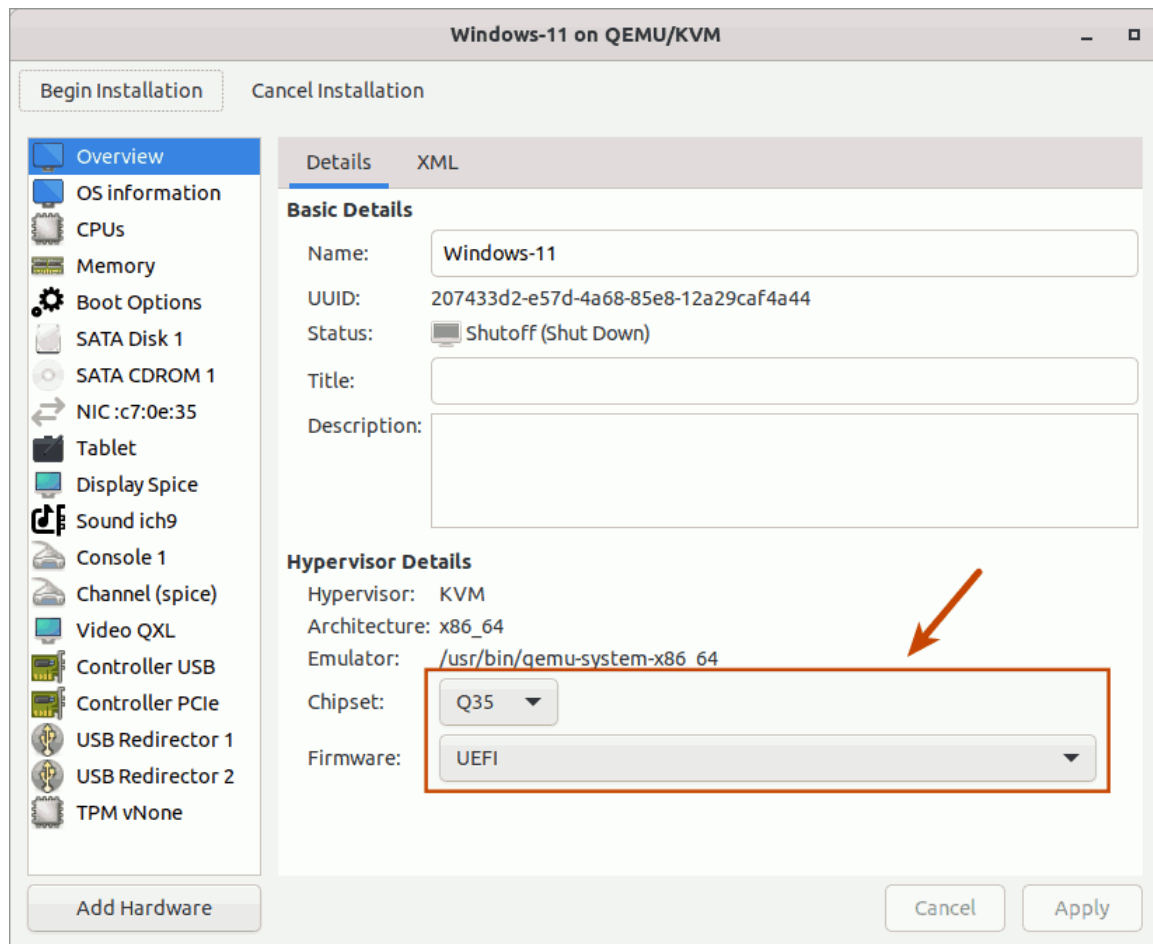 Windows-11 on QEMU/KVM
Begin Installation Cancel Installation
Overview
OS information
CPUs
Memory
Boot Options
SATA Disk 1
SATA CDROM 1
NIC :c7:0e:35
Tablet
Display Spice
Sound ich9
Console 1
Channel (spice)
Video QXL
Controller USB
Controller PCIe
USB Redirector 1
USB Redirector 2
TPM vNone
Add Hardware
Details XML
Basic Details
Name: Windows-11
UUID: 207433d2-e57d-4a68-85e8-12a29caf4a44
Status: Shutoff (Shut Down)
Title:
Description:
Hypervisor Details
Hypervisor: KVM
Architecture: x86_64
Emulator: /usr/bin/qemu-system-x86_64
Chipset: Q35
Firmware: UEFI
Cancel Apply